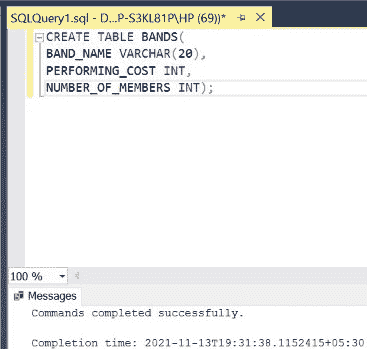 SQLQuery1.sql - D...P-S3KL81P\HP (69))*
CREATE TABLE BANDS(
BAND_NAME VARCHAR(20),
PERFORMING_COST INT,
NUMBER_OF_MEMBERS INT);
100 %
Messages
Commands completed successfully.
Completion time: 2021-11-13T19:31:38.1152415+05:30